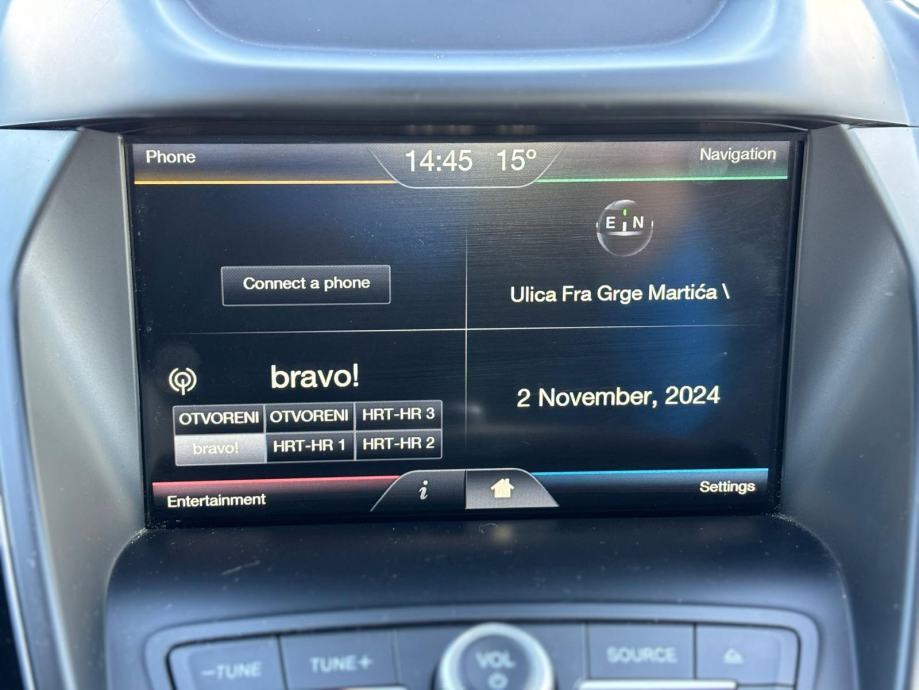 Phone 14:45 15° Navigation
E N
Connect a phone
Ulica Fra Grge Martića \
bravo!
2 November, 2024
OTVORENI OTVORENI HRT-HR 3
bravo! HRT-HR 1 HRT-HR 2
Entertainment i Settings
–TUNE TUNE+ VOL SOURCE